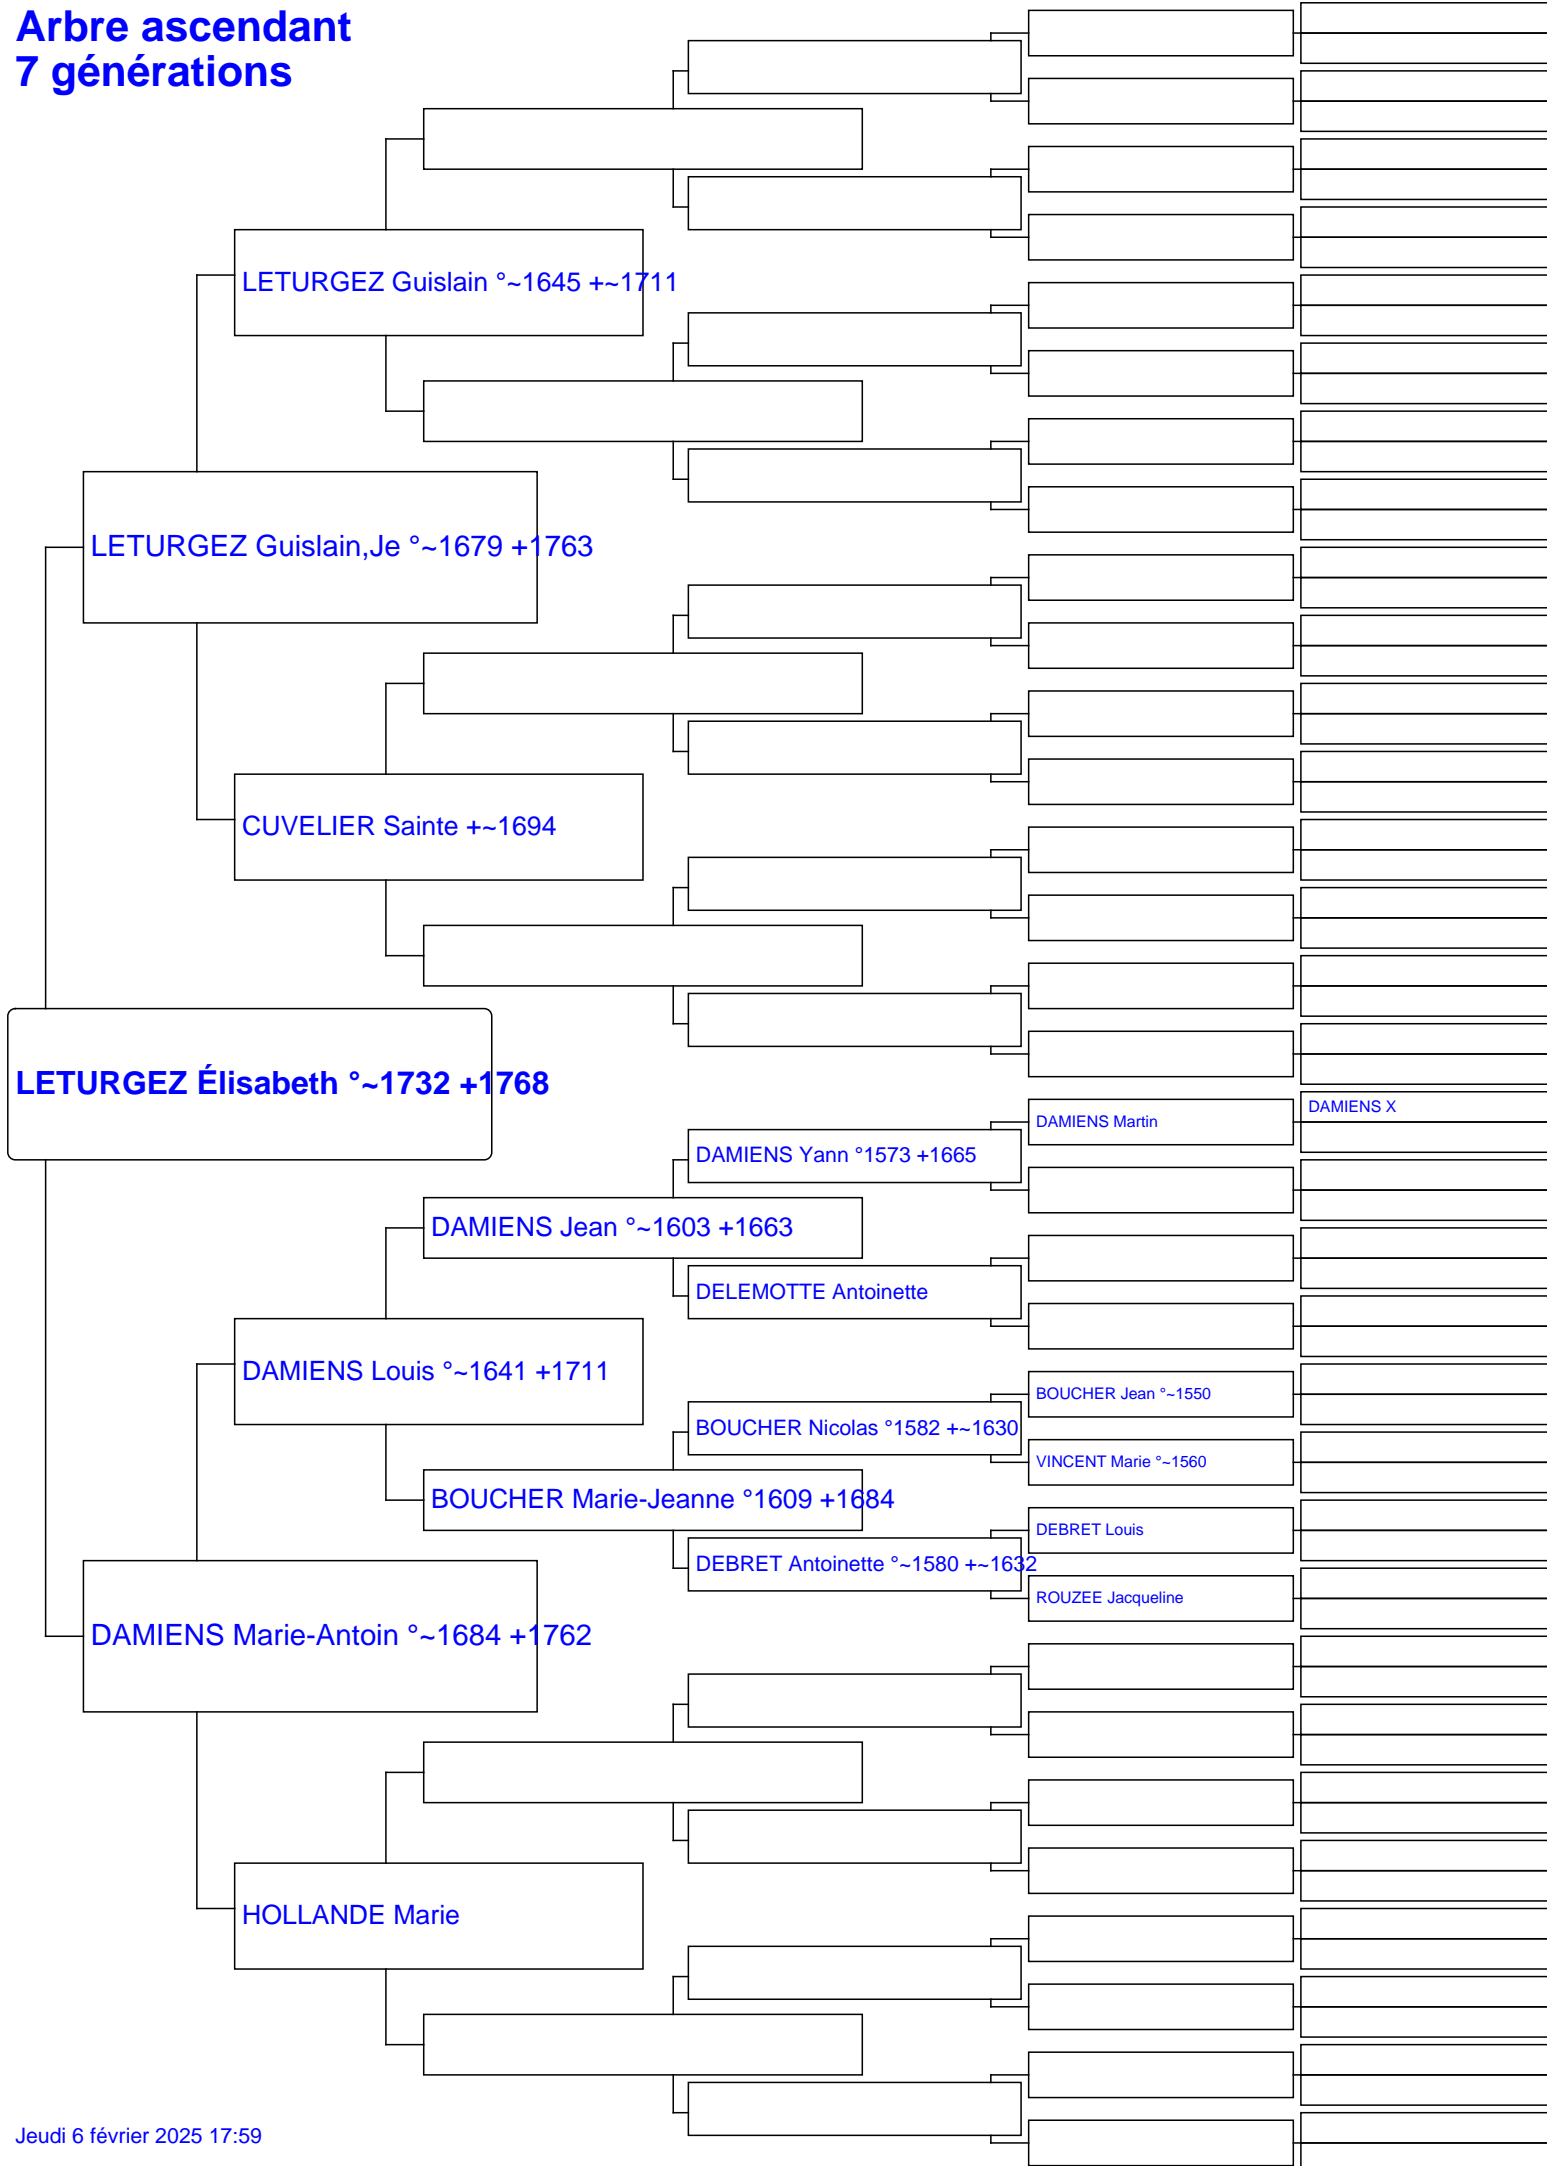 Arbre ascendant
7 générations
LETURGEZ Guislain °~1645 +~1711
LETURGEZ Guislain,Je °~1679 +1763
CUVELIER Sainte +~1694
LETURGEZ Élisabeth °~1732 +1768
DAMIENS X
DAMIENS Martin
DAMIENS Yann °1573 +1665
DAMIENS Jean °~1603 +1663
DELEMOTTE Antoinette
DAMIENS Louis °~1641 +1711
BOUCHER Jean °~1550
BOUCHER Nicolas °1582 +~1630
VINCENT Marie °~1560
BOUCHER Marie-Jeanne °1609 +1684
DEBRET Louis
DEBRET Antoinette °~1580 +~1632
ROUZEE Jacqueline
DAMIENS Marie-Antoin °~1684 +1762
HOLLANDE Marie
Jeudi 6 février 2025 17:59